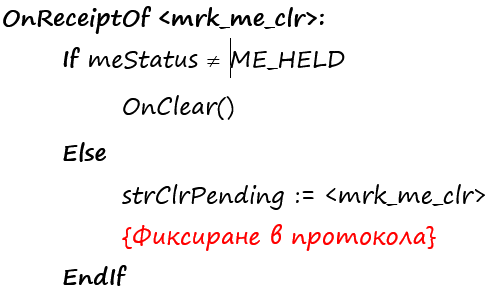 OnReceiptOf <mrk_me_clr>:
If meStatus ≠ ME_HELD
OnClear()
Else
strClrPending := <mrk_me_clr>
{Фиксиране в протокола}
EndIf